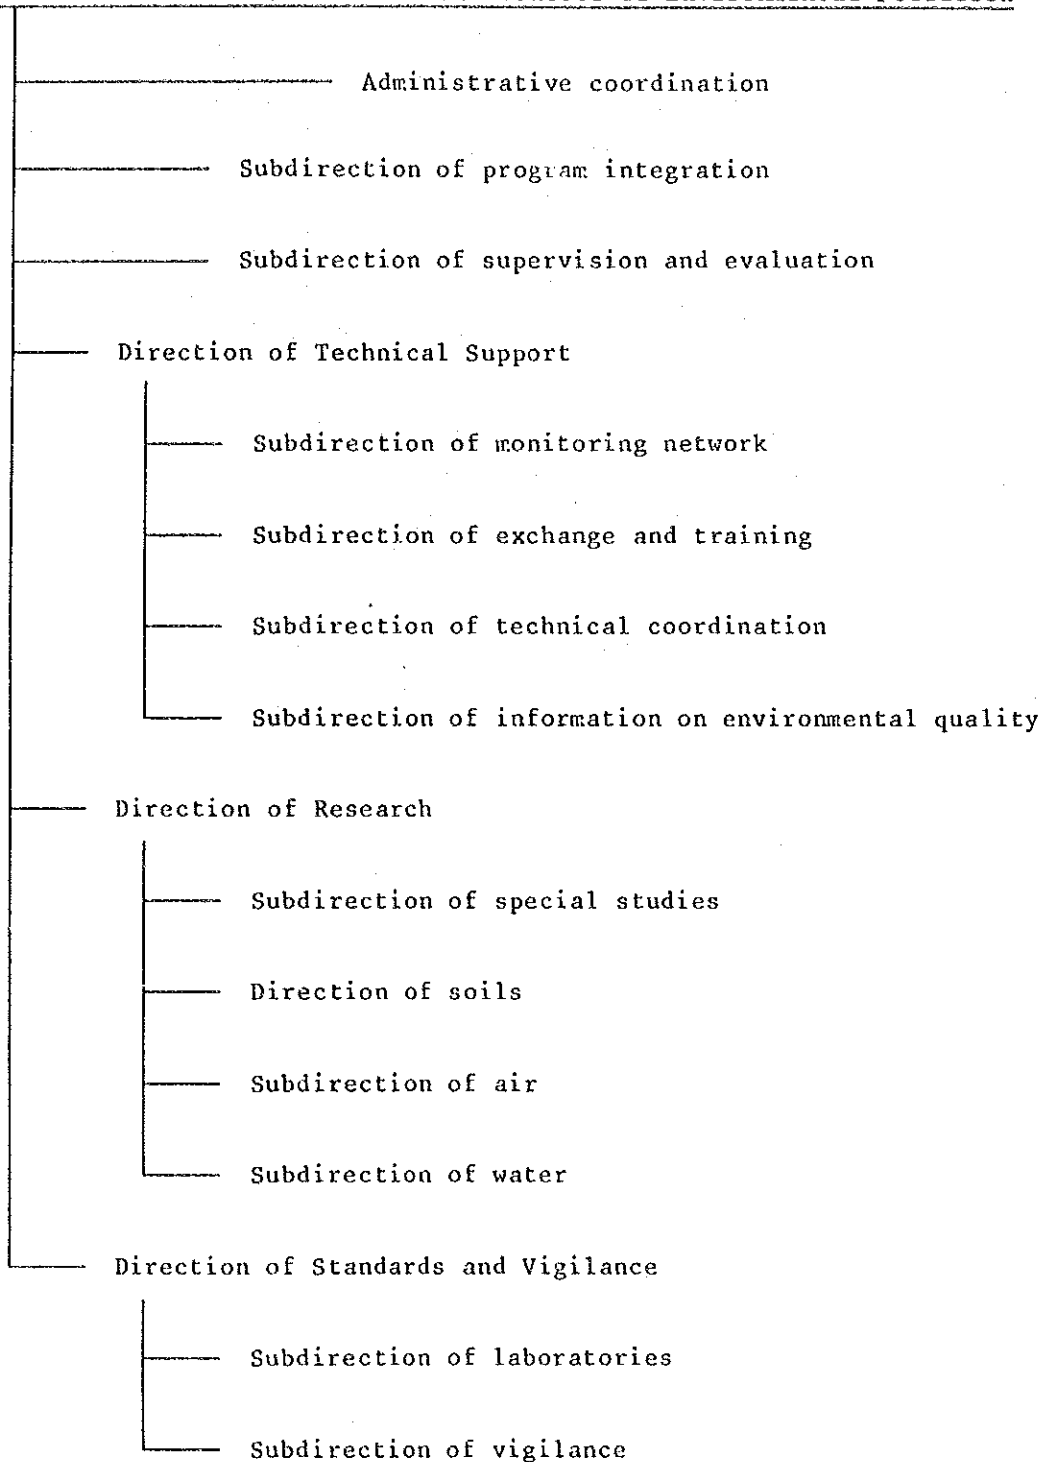 Administrative coordination
Subdirection of program integration
Subdirection of supervision and evaluation
Direction of Technical Support
Subdirection of monitoring network
Subdirection of exchange and training
Subdirection of technical coordination
Subdirection of information on environmental quality
Direction of Research
Subdirection of special studies
Direction of soils
Subdirection of air
Subdirection of water
Direction of Standards and Vigilance
Subdirection of laboratories
Subdirection of vigilance